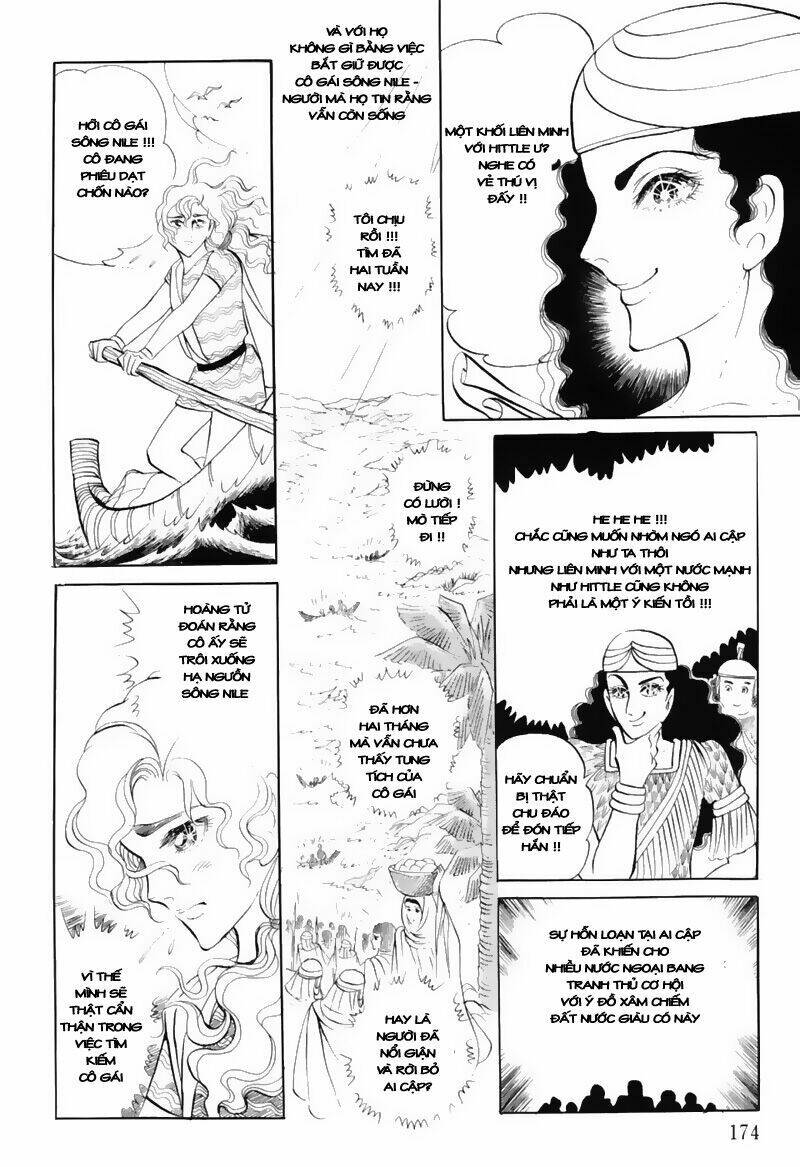 MỘT KHỐI LIÊN MINH
VỚI HITTLE Ư?
NGHE CÓ
VẺ THÚ VỊ
ĐẤY !!
HE HE HE !!!
CHẮC CŨNG MUỐN NHÒM NGÓ AI CẬP
NHƯ TA THÔI
NHƯNG LIÊN MINH VỚI MỘT NƯỚC MẠNH
NHƯ HITTLE CŨNG KHÔNG
PHẢI LÀ MỘT Ý KIẾN TỒI !!!
HÃY CHUẨN
BỊ THẬT
CHU ĐÁO
ĐỂ ĐÓN TIẾP
HẮN !!
SỰ HỖN LOẠN TẠI AI CẬP
ĐÃ KHIẾN CHO
NHIỀU NƯỚC NGOẠI BANG
TRANH THỦ CƠ HỘI
VỚI Ý ĐỒ XÂM CHIẾM
ĐẤT NƯỚC GIÀU CÓ NÀY
VÀ VỚI HỌ
KHÔNG GÌ BẰNG VIỆC
BẮT GIỮ ĐƯỢC
CÔ GÁI SÔNG NILE -
NGƯỜI MÀ HỌ TIN RẰNG
VẪN CÒN SỐNG
TÔI CHỊU
RỒI !!!
TÌM ĐÃ
HAI TUẦN
NAY !!!
ĐỪNG
CÓ LƯỜI !
MÒ TIẾP
ĐI !!
ĐÃ HƠN
HAI THÁNG
MÀ VẪN CHƯA
THẤY TUNG
TÍCH CỦA
CÔ GÁI
HAY LÀ
NGƯỜI ĐÃ
NỔI GIẬN
VÀ RỜI BỎ
AI CẬP?
HỠI CÔ GÁI
SÔNG NILE !!!
CÔ ĐANG
PHIÊU DẠT
CHỐN NÀO?
HOÀNG TỬ
ĐOÁN RẰNG
CÔ ẤY SẼ
TRÔI XUỐNG
HẠ NGUỒN
SÔNG NILE
VÌ THẾ
MÌNH SẼ
THẬT CẨN
THẬN TRONG
VIỆC TÌM
KIẾM
CÔ GÁI
174